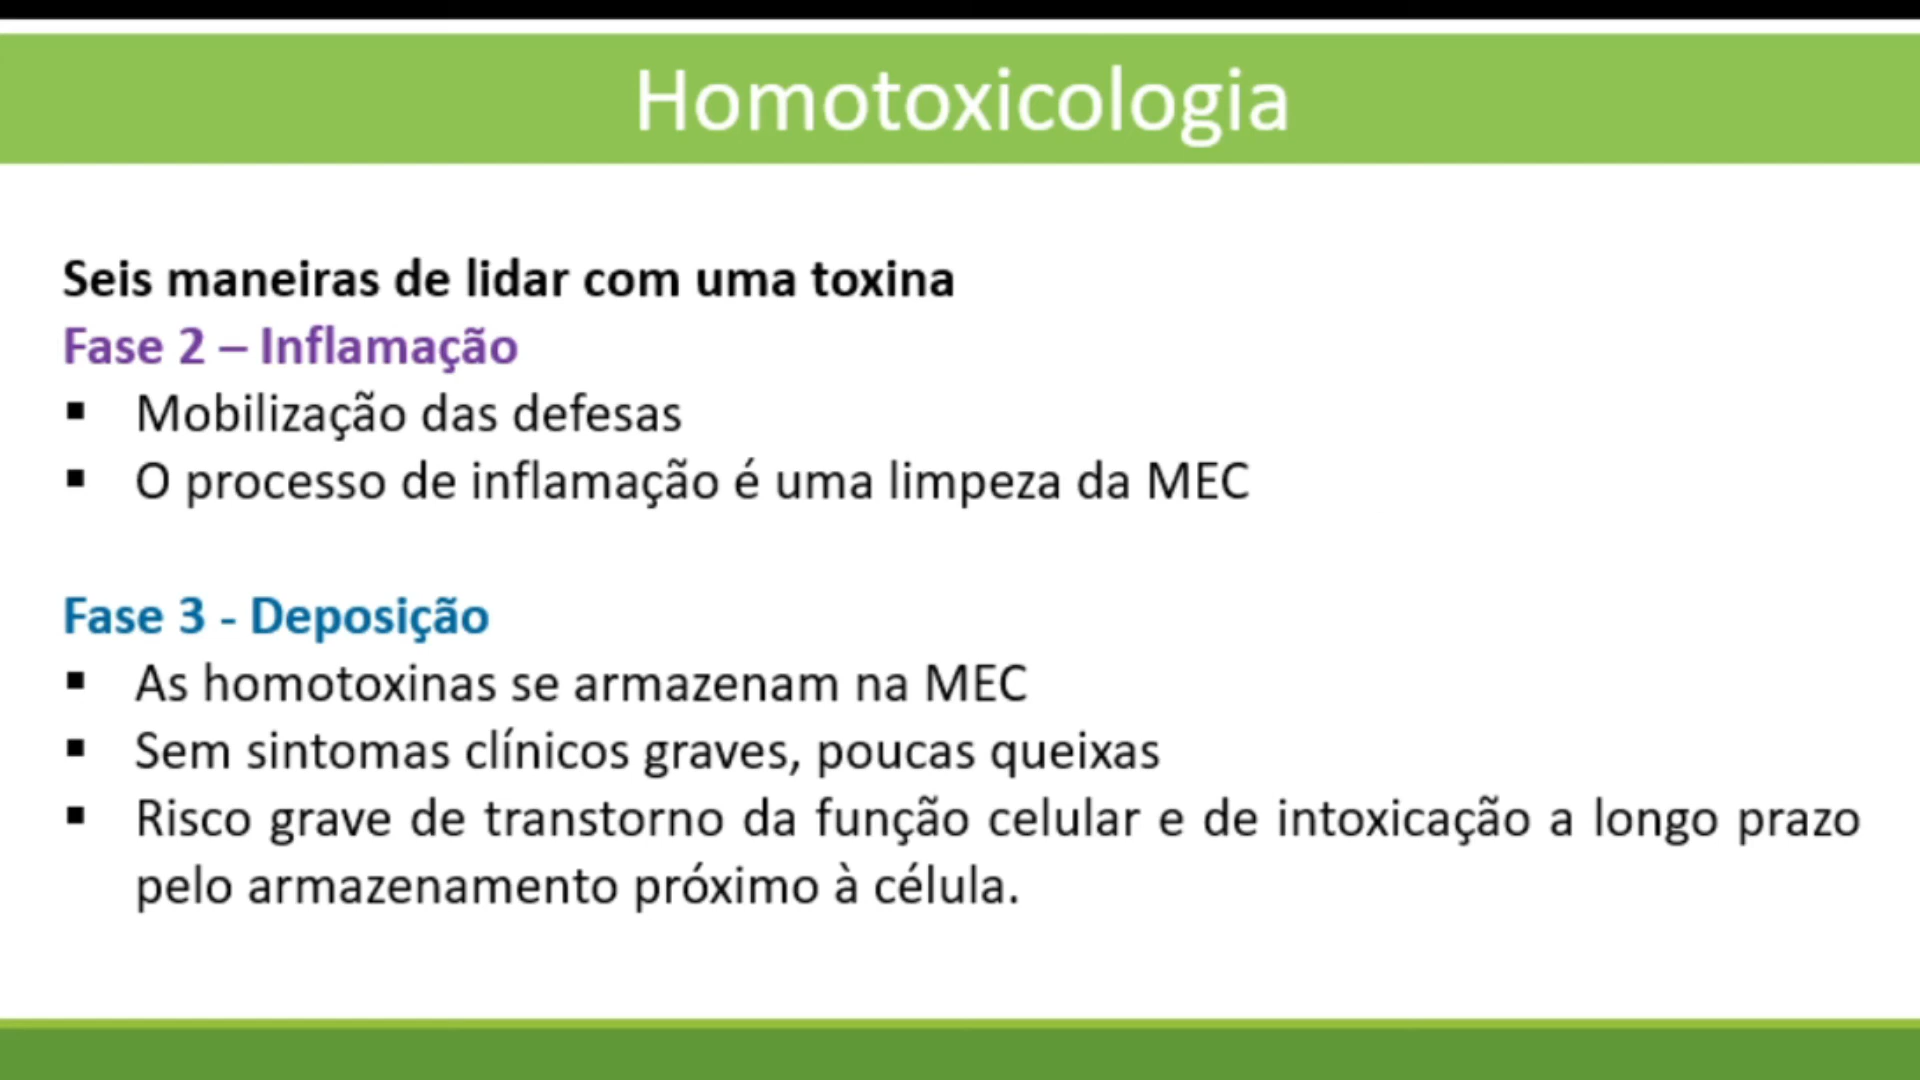 Homotoxicologia
Seis maneiras de lidar com uma toxina
Fase 2 – Inflamação
▪ Mobilização das defesas
▪ O processo de inflamação é uma limpeza da MEC
Fase 3 - Deposição
▪ As homotoxinas se armazenam na MEC
▪ Sem sintomas clínicos graves, poucas queixas
▪ Risco grave de transtorno da função celular e de intoxicação a longo prazo
pelo armazenamento próximo à célula.